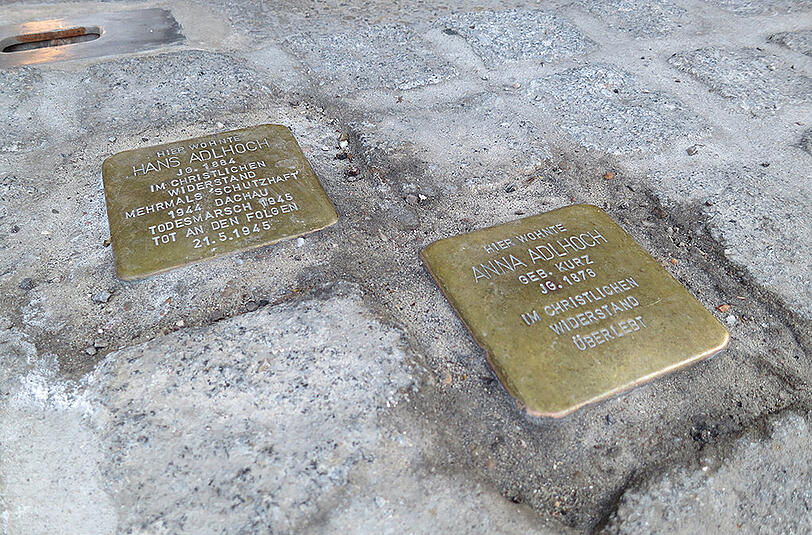 HIER WOHNTE
HANS ADLHOCH
JG. 1884
IM CHRISTLICHEN
WIDERSTAND
MEHRMALS 'SCHUTZHAFT'
1944 DACHAU
TODESMARSCH 1945
TOT AN DEN FOLGEN
21.5.1945
HIER WOHNTE
ANNA ADLHOCH
GEB. KURZ
JG. 1876
IM CHRISTLICHEN
WIDERSTAND
ÜBERLEBT